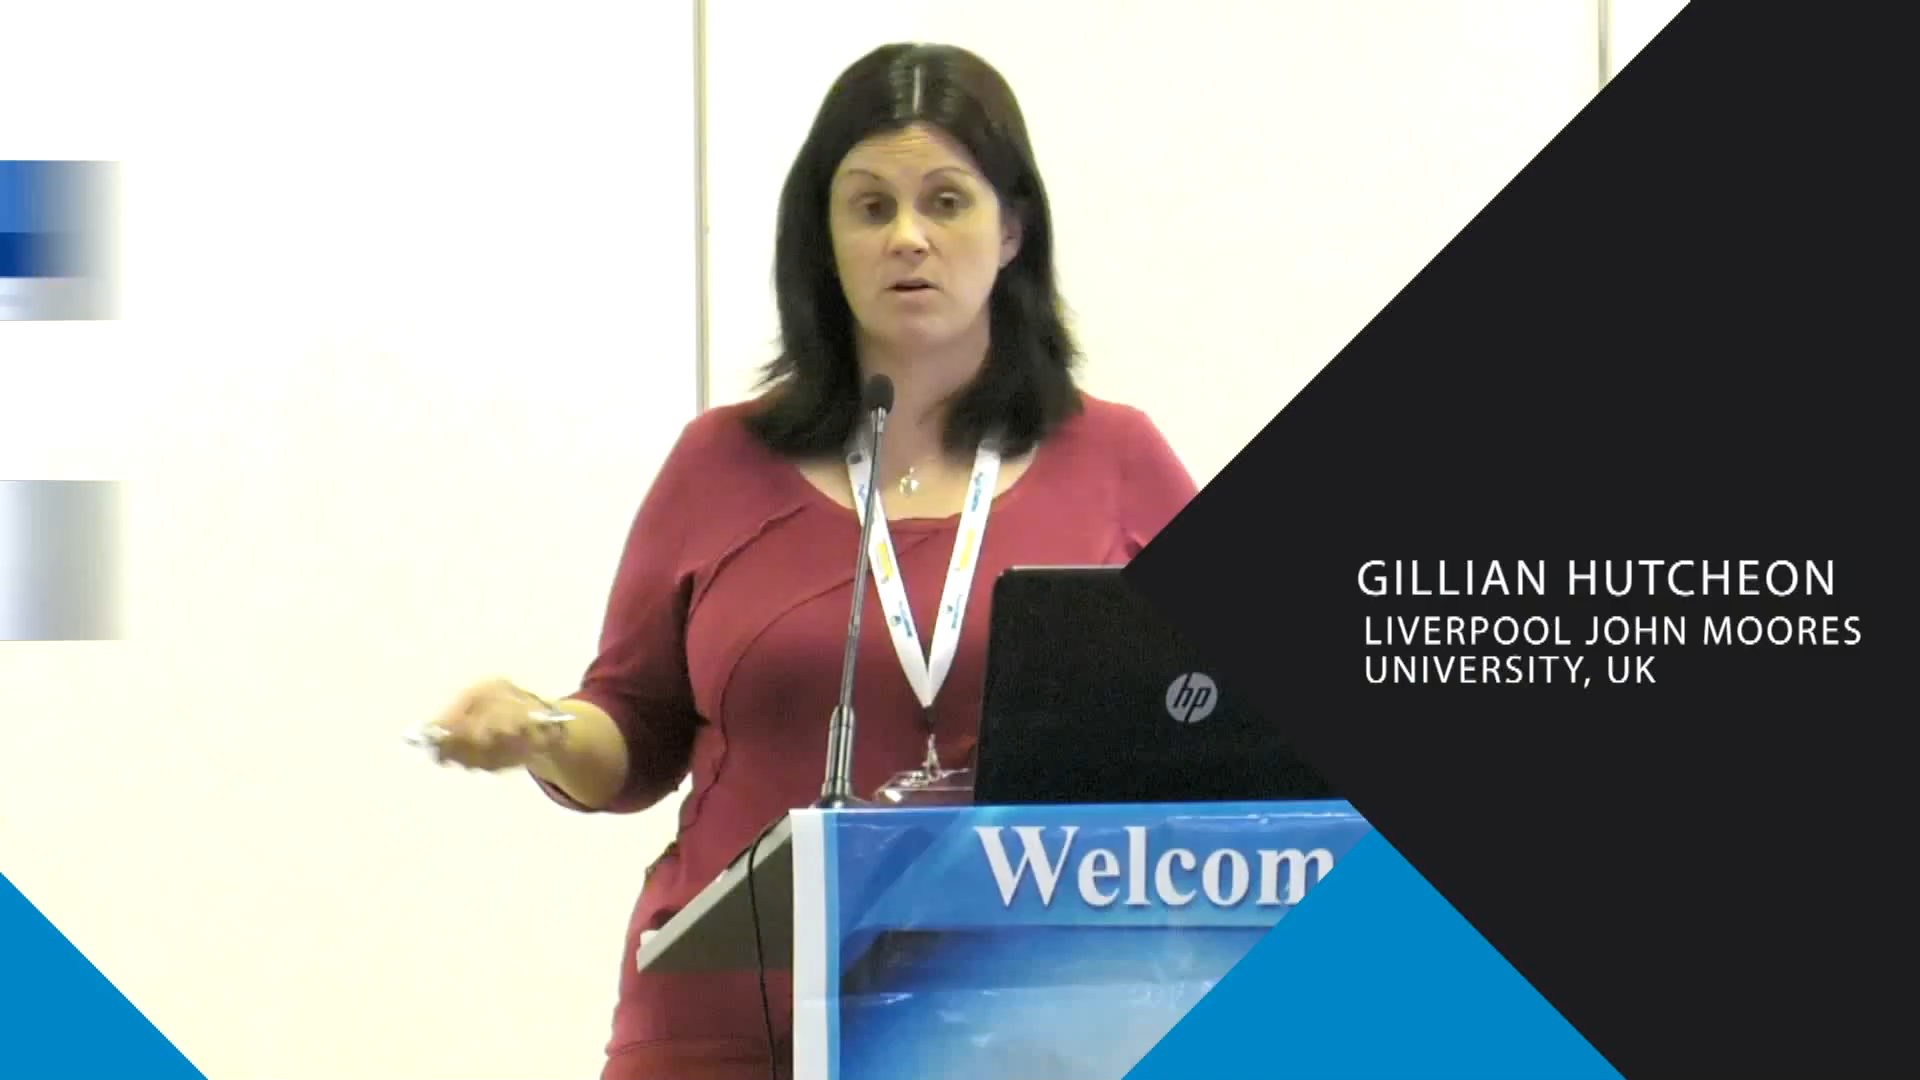 GILLIAN HUTCHEON
LIVERPOOL JOHN MOORES
UNIVERSITY, UK
hp
Welcom